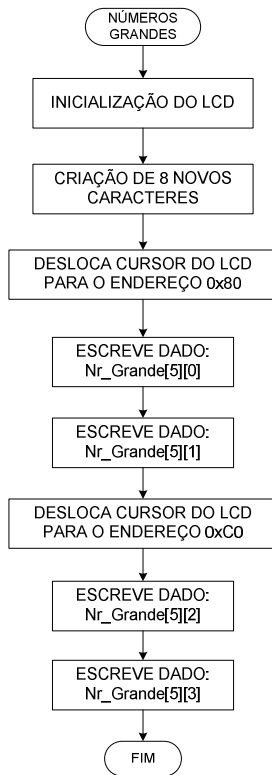 NÚMEROS
GRANDES
INICIALIZAÇÃO DO LCD
CRIAÇÃO DE 8 NOVOS
CARACTERES
DESLOCA CURSOR DO LCD
PARA O ENDEREÇO 0x80
ESCREVE DADO:
Nr_Grande[5][0]
ESCREVE DADO:
Nr_Grande[5][1]
DESLOCA CURSOR DO LCD
PARA O ENDEREÇO 0xC0
ESCREVE DADO:
Nr_Grande[5][2]
ESCREVE DADO:
Nr_Grande[5][3]
FIM